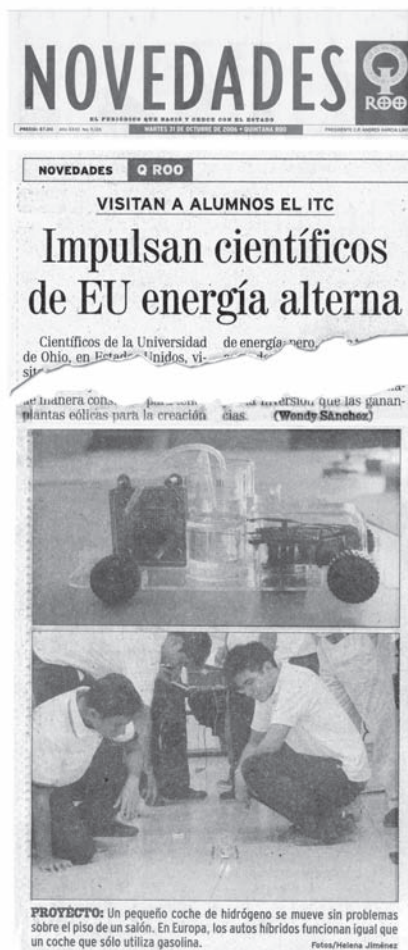 NOVEDADES
ROO
EL PERIÓDICO QUE NACIÓ Y CRECE CON EL ESTADO
MARTES 31 DE OCTUBRE DE 2006 • QUINTANA ROO
NOVEDADES Q ROO
VISITAN A ALUMNOS EL ITC
Impulsan científicos
de EU energía alterna
Científicos de la Universidad
de Ohio, en Estados Unidos, vi-
de energía, pero,
de manera
plantas eólicas para la creación
inversión que las ganan-
cias. (Wendy Sánchez)
PROYECTO: Un pequeño coche de hidrógeno se mueve sin problemas
sobre el piso de un salón. En Europa, los autos híbridos funcionan igual que
un coche que sólo utiliza gasolina.
Fotos/Helena Jiménez